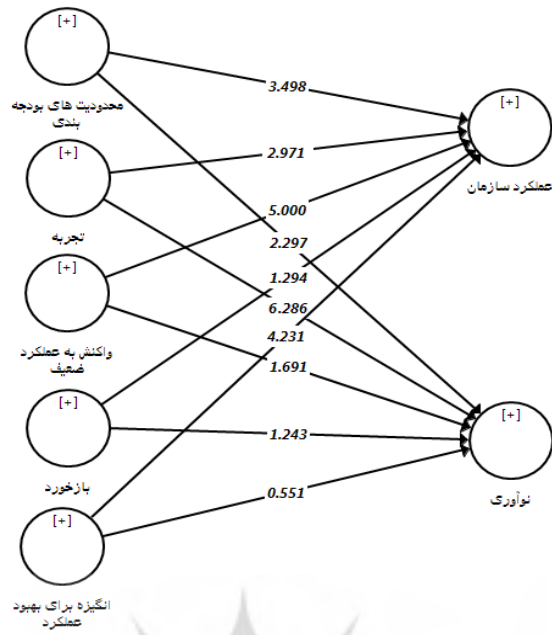 [+]
محدودیت های بودجه
بندی
[+]
تجربه
[+]
واکنش به عملکرد
ضعیف
[+]
بازخورد
[+]
انگیزه برای بهبود
عملکرد
3.498
2.971
5.000
2.297
1.294
6.286
4.231
1.691
1.243
0.551
[+]
عملکرد سازمان
[+]
نوآوری